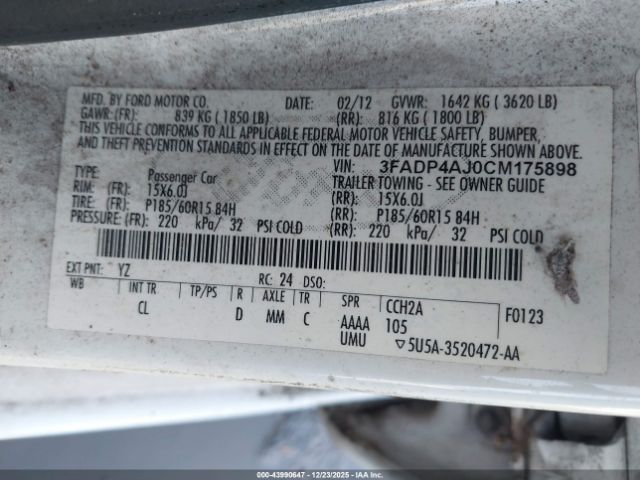 MFD. BY FORD MOTOR CO. DATE: 02/12 GVWR: 1642 KG ( 3620 LB)
GAWR: (FR): 839 KG ( 1850 LB) (RR): 816 KG ( 1800 LB)
THIS VEHICLE CONFORMS TO ALL APPLICABLE FEDERAL MOTOR VEHICLE SAFETY, BUMPER,
AND THEFT PREVENTION STANDARDS IN EFFECT ON THE DATE OF MANUFACTURE SHOWN ABOVE.
VIN: 3FADP4AJ0CM175898
TYPE: Passenger Car TRAILER TOWING - SEE OWNER GUIDE
RIM: (FR): 15X6.0J (RR): 15X6.0J
TIRE: (FR): P185/60R15 84H (RR): P185/60R15 84H
PRESSURE: (FR): 220 kPa/ 32 PSI COLD (RR): 220 kPa/ 32 PSI COLD
EXT PNT: YZ RC: 24 DSO:
WB INT TR TP/PS R AXLE TR SPR CCH2A F0123
CL D MM C AAAA 105
UMU ▽5U5A-3520472-AA
000-43990647 - 12/23/2025 - IAAI.com